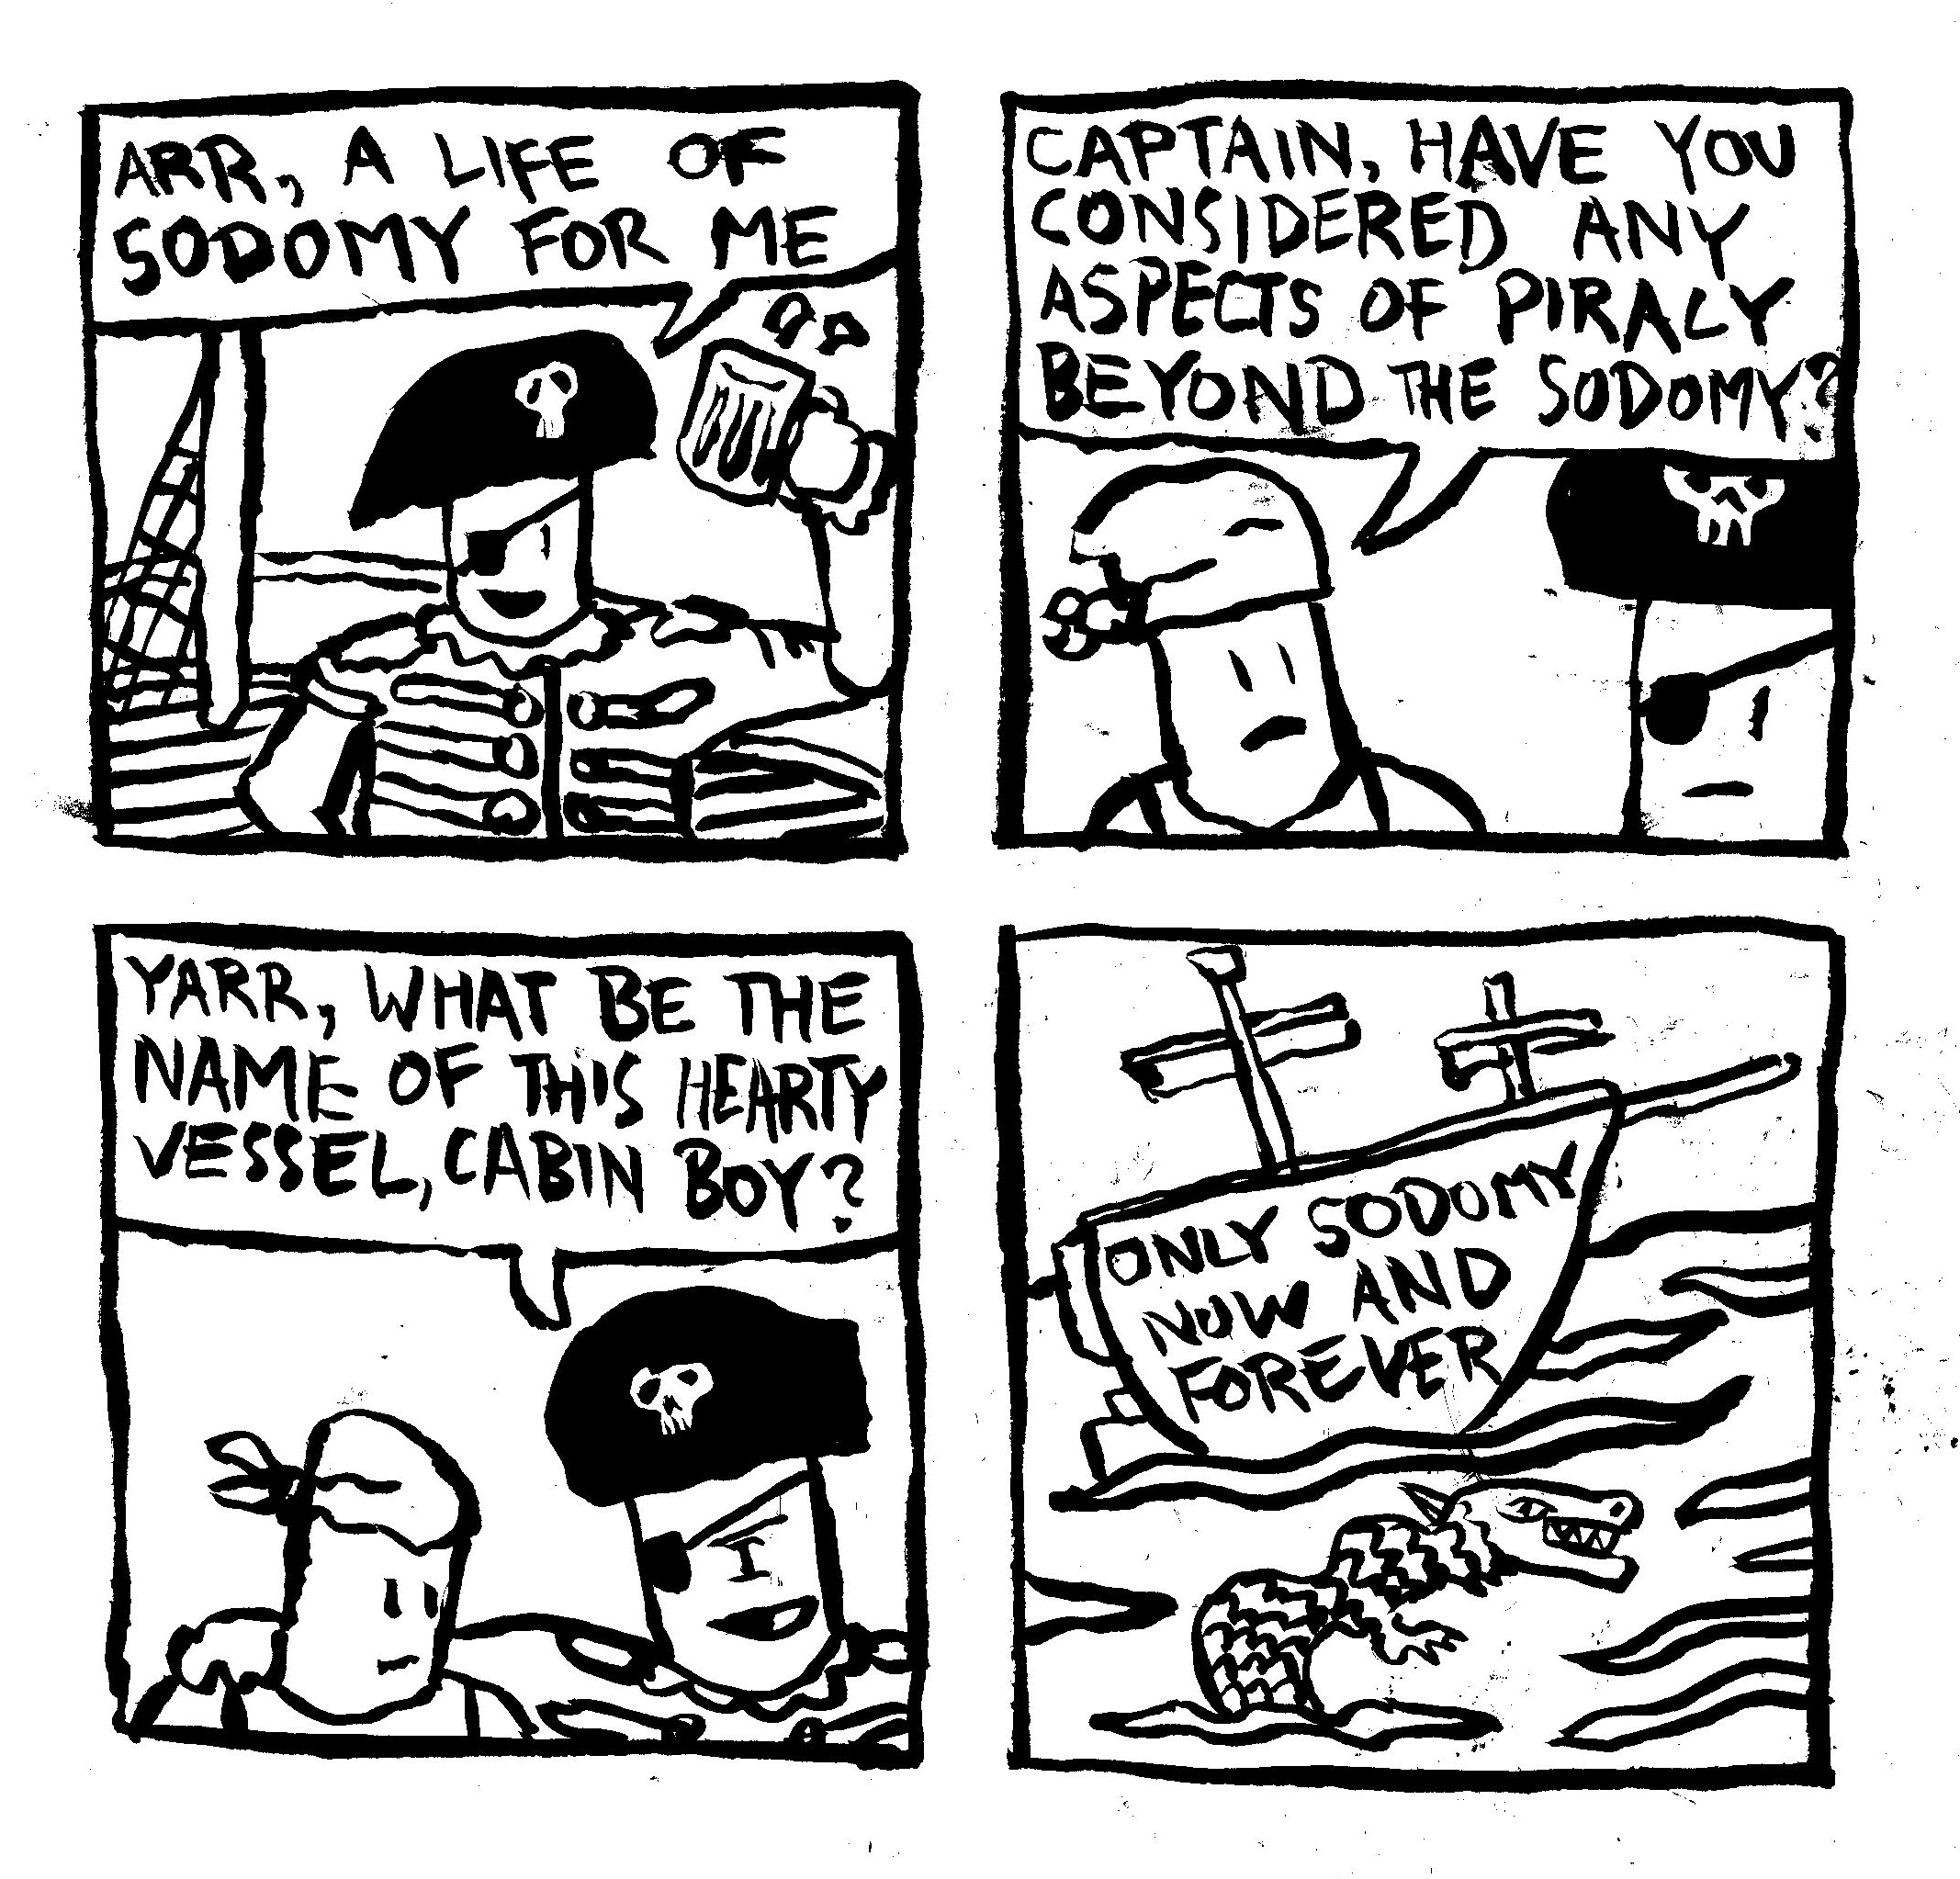 ARR, A LIFE OF
SODOMY FOR ME
CAPTAIN, HAVE YOU
CONSIDERED ANY
ASPECTS OF PIRACY
BEYOND THE SODOMY?
YARR, WHAT BE THE
NAME OF THIS HEARTY
VESSEL, CABIN BOY?
ONLY SODOMY
NOW AND
FOREVER